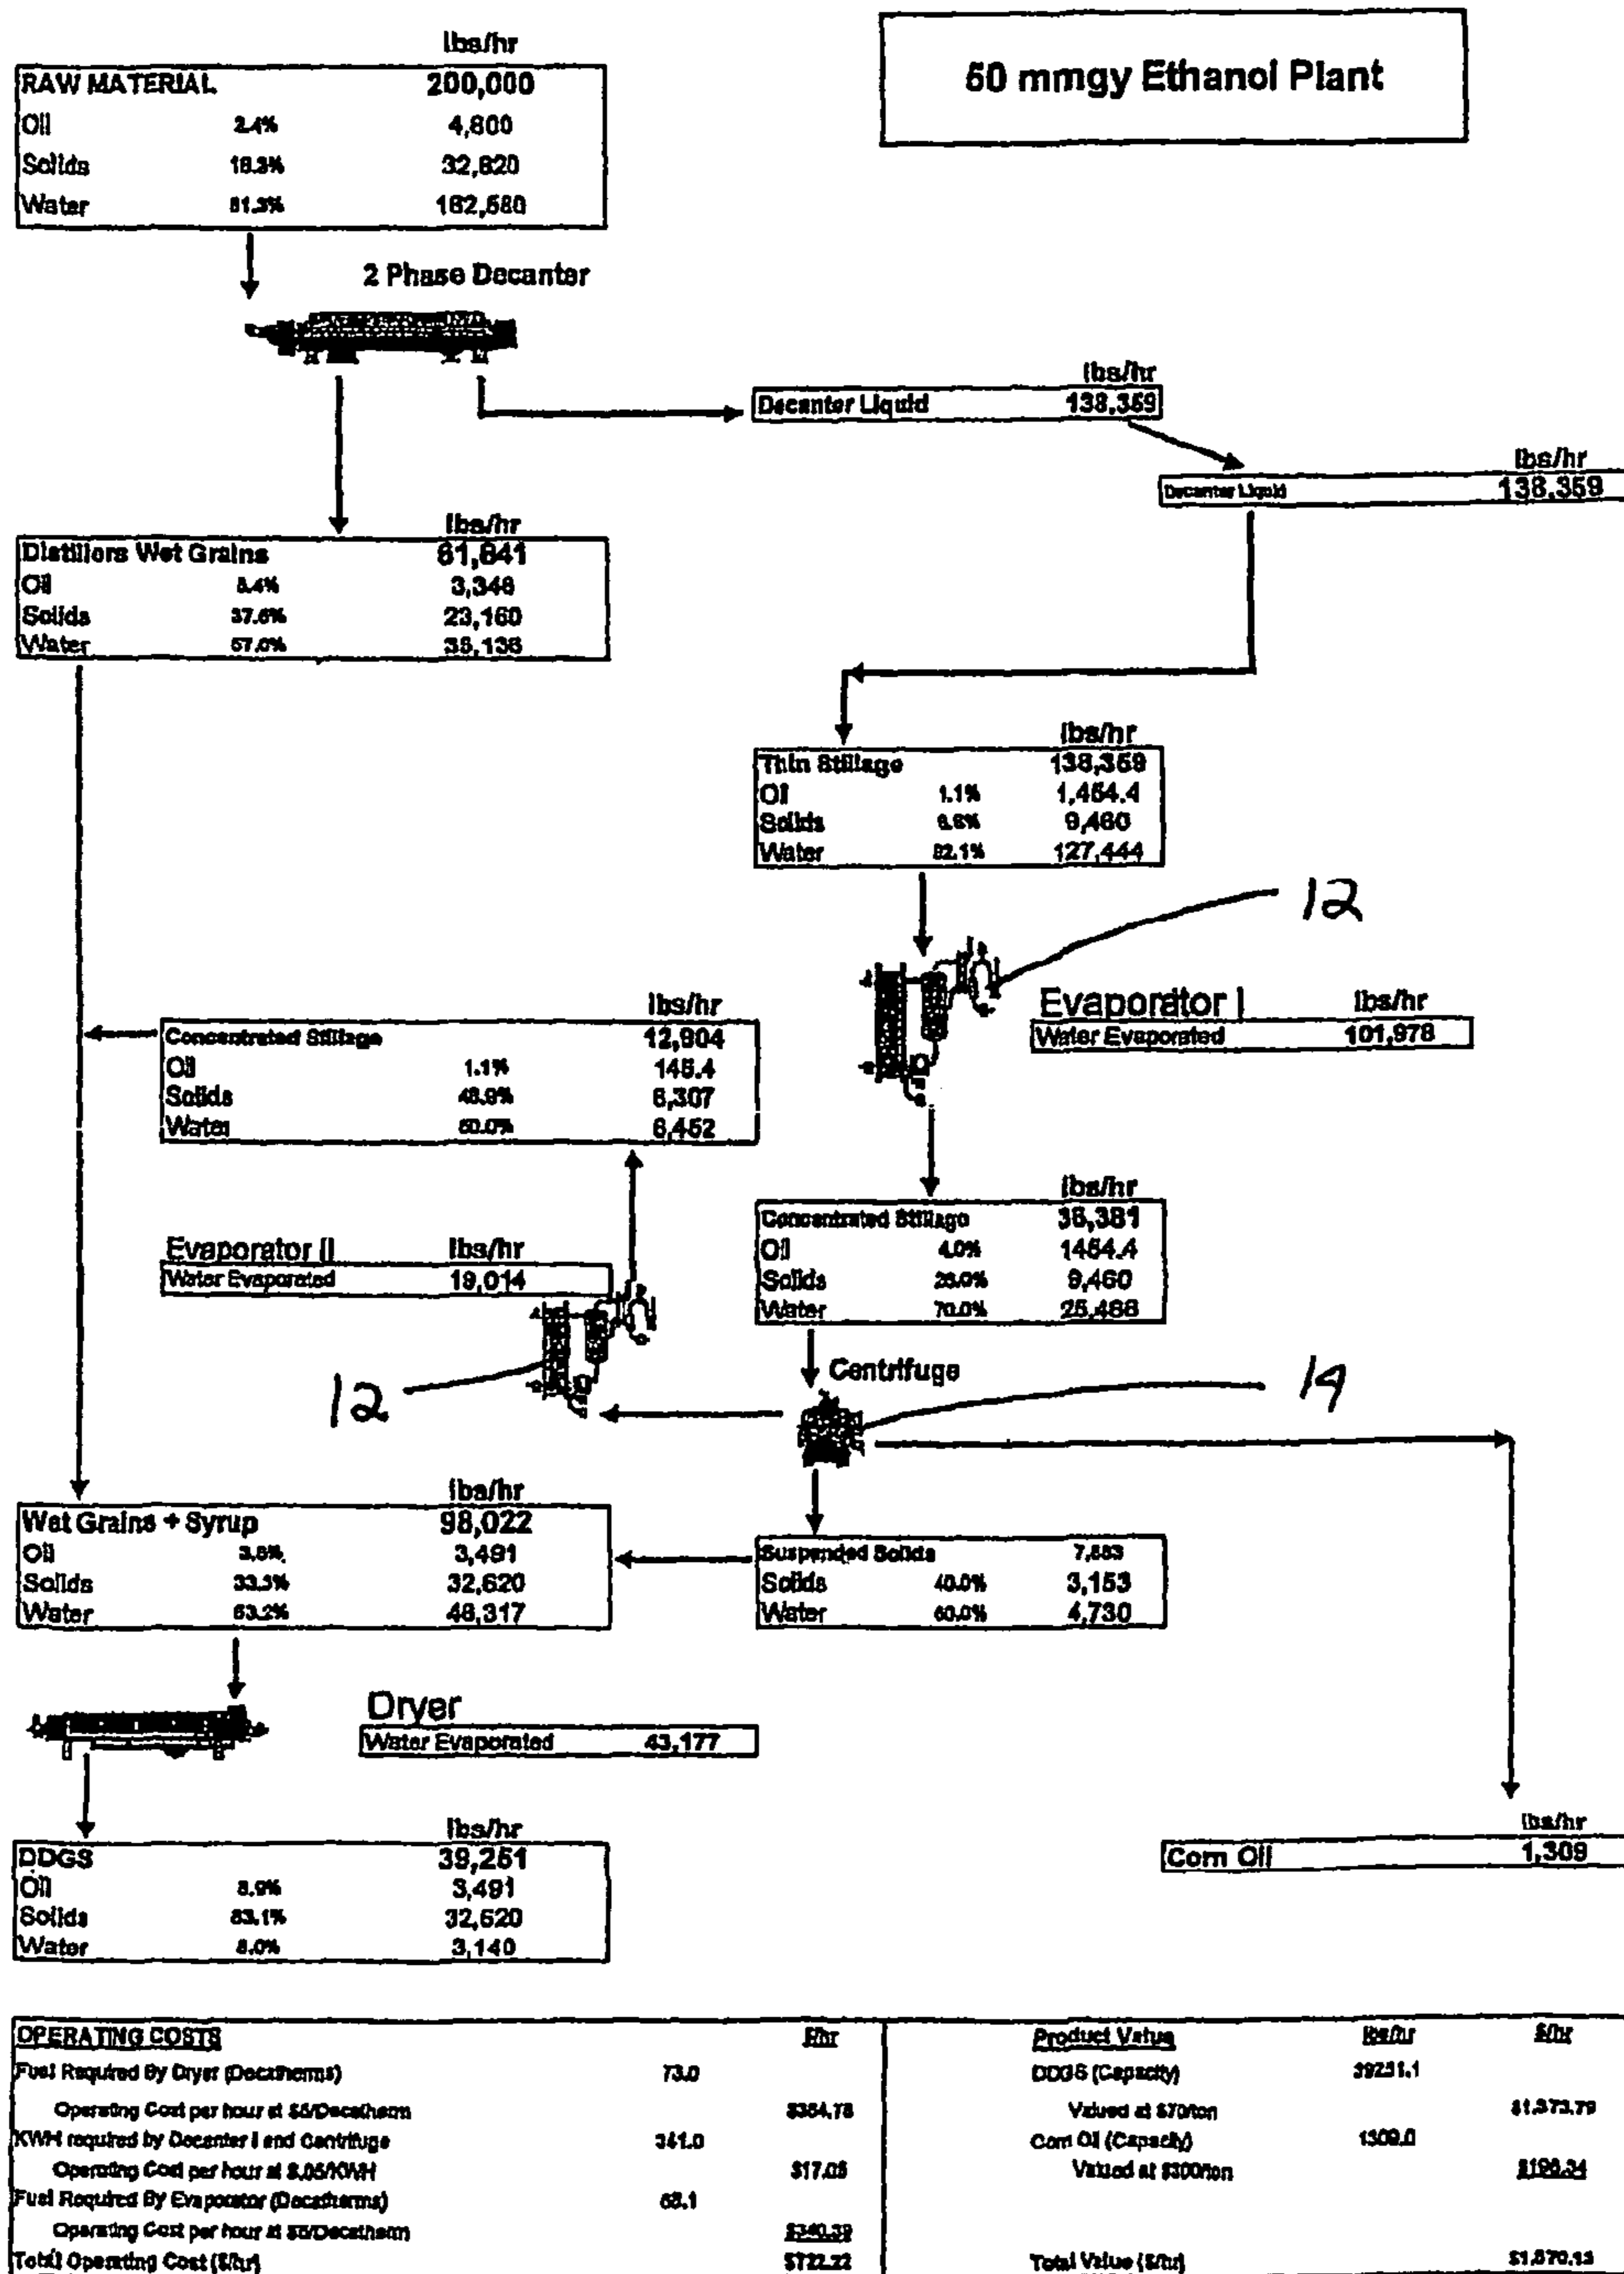 50 mmgy Ethanol Plant
lbs/hr
RAW MATERIAL 200,000
Oil 2.4% 4,800
Solids 16.3% 32,620
Water 81.3% 162,580
2 Phase Decanter
lbs/hr
Decanter Liquid 138,359
lbs/hr
Decanter Liquid 138,359
lbs/hr
Distillers Wet Grains 61,641
Oil 5.4% 3,346
Solids 37.6% 23,160
Water 57.0% 35,136
lbs/hr
Thin Stillage 138,359
Oil 1.1% 1,454.4
Solids 6.8% 9,460
Water 92.1% 127,444
12
Evaporator I lbs/hr
Water Evaporated 101,978
lbs/hr
Concentrated Stillage 12,904
Oil 1.1% 145.4
Solids 48.9% 6,307
Water 50.0% 6,452
lbs/hr
Concentrated Stillage 36,381
Oil 4.0% 1454.4
Solids 26.0% 9,460
Water 70.0% 25,466
Evaporator II lbs/hr
Water Evaporated 19,014
12
Centrifuge
14
lbs/hr
Wet Grains + Syrup 98,022
Oil 3.6% 3,491
Solids 33.3% 32,620
Water 63.2% 46,317
Suspended Solids 7,883
Solids 40.0% 3,153
Water 60.0% 4,730
Dryer
Water Evaporated 43,177
lbs/hr
DDGS 39,251
Oil 8.9% 3,491
Solids 83.1% 32,620
Water 8.0% 3,140
lbs/hr
Corn Oil 1,309
OPERATING COSTS $/hr
Fuel Required By Dryer (Decatherms) 73.0
Operating Cost per hour at $5/Decatherm $364.78
KWH required by Decanter I and Centrifuge 341.0
Operating Cost per hour at $.05/KWH $17.05
Fuel Required By Evaporator (Decatherms) 68.1
Operating Cost per hour at $5/Decatherm $340.39
Total Operating Cost ($/hr) $722.22
Product Value lbs/hr $/hr
DDGS (Capacity) 39251.1
Valued at $70/ton $1,373.79
Corn Oil (Capacity) 1309.0
Valued at $300/ton $196.34
Total Value ($/hr) $1,570.13